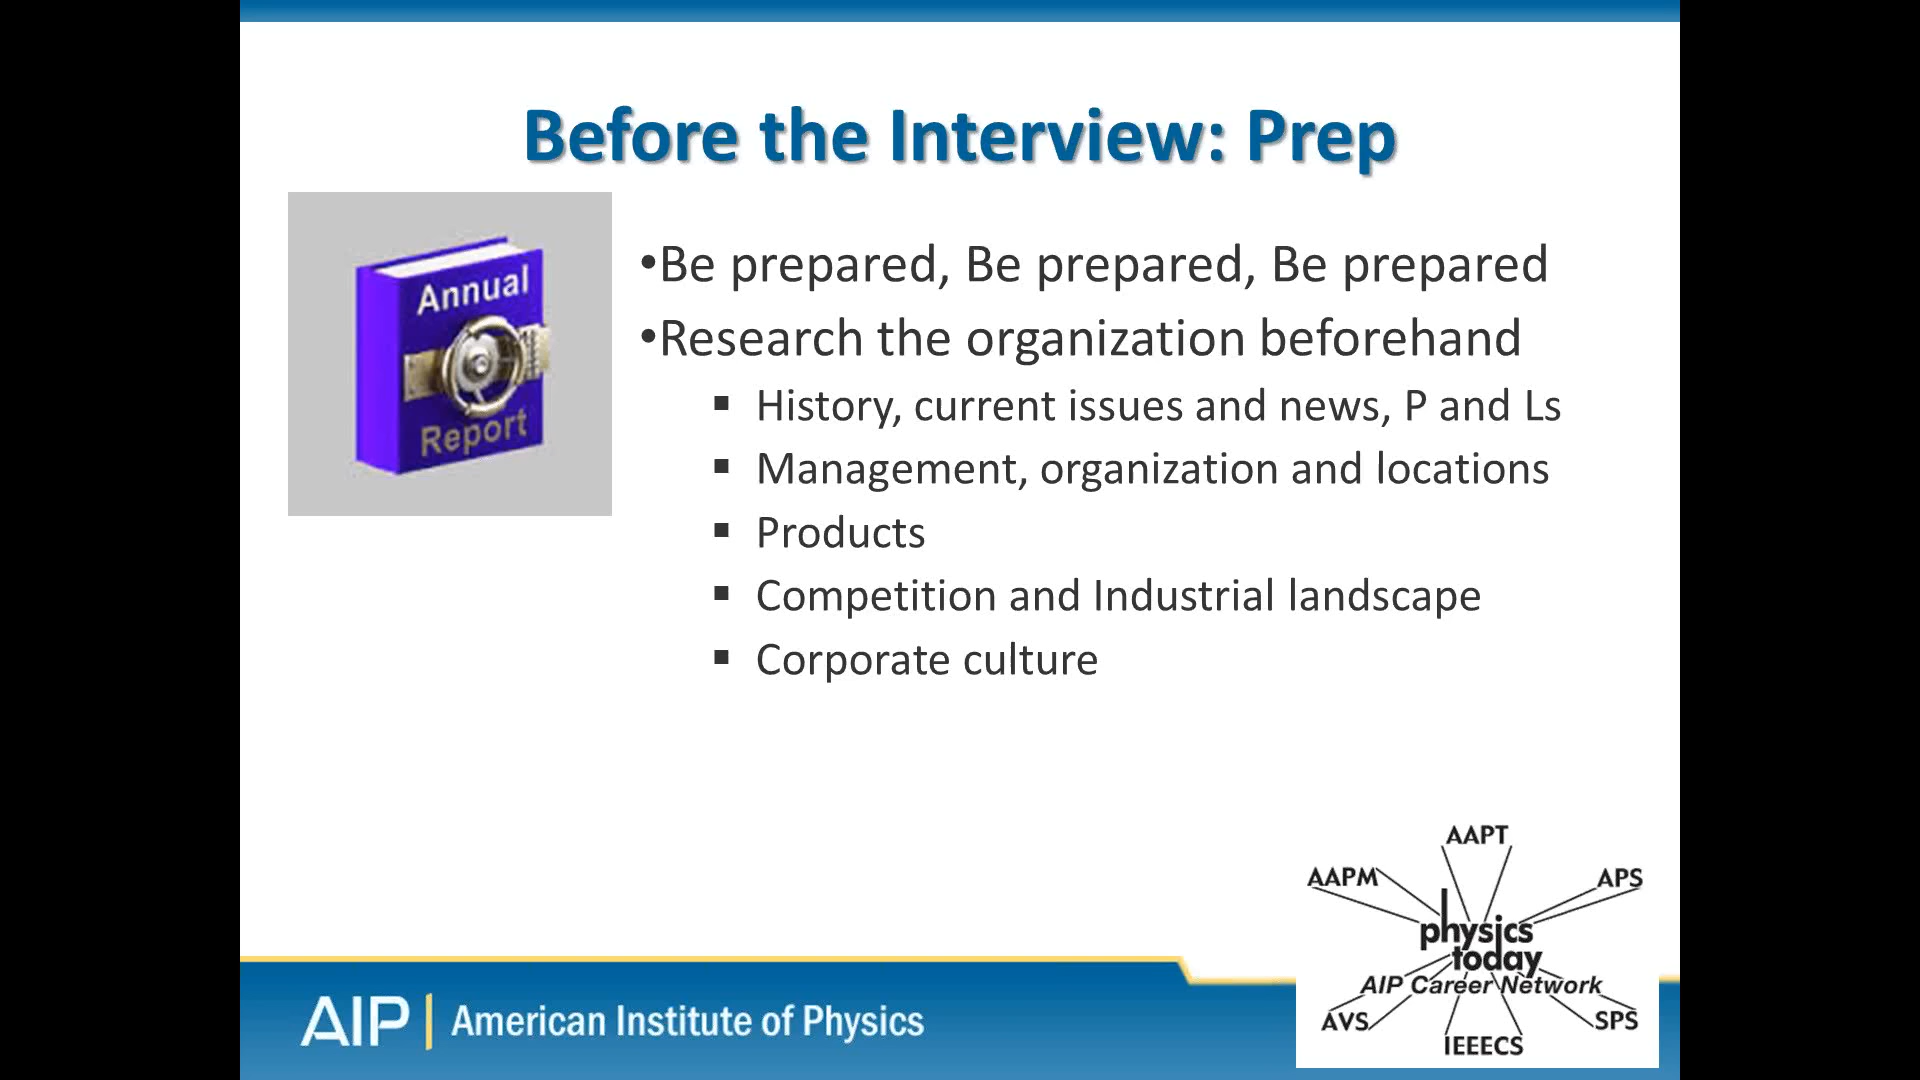 Before the Interview: Prep
Annual
Report
•Be prepared, Be prepared, Be prepared
•Research the organization beforehand
▪ History, current issues and news, P and Ls
▪ Management, organization and locations
▪ Products
▪ Competition and Industrial landscape
▪ Corporate culture
AAPT
AAPM
APS
physics
today
AIP Career Network
AVS
SPS
IEEECS
AIP | American Institute of Physics